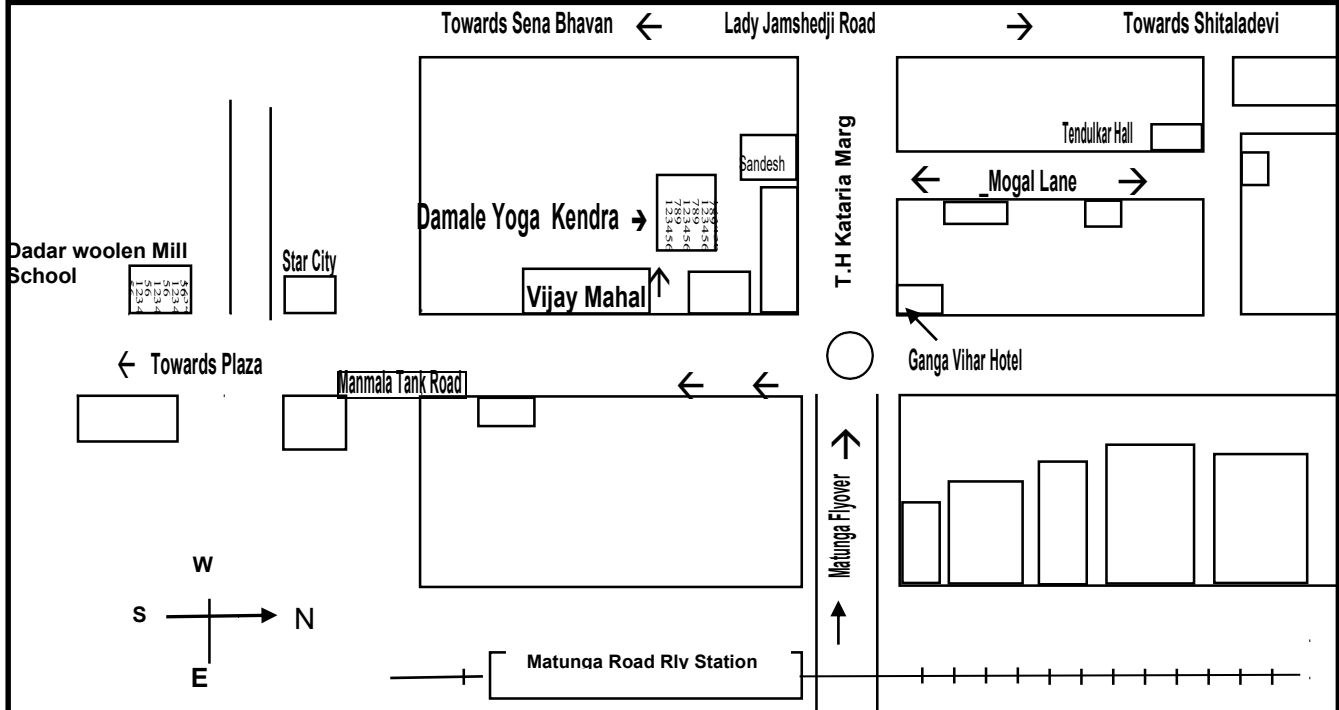 Towards Sena Bhavan ← Lady Jamshedji Road → Towards Shitaladevi
T.H Kataria Marg
Tendulkar Hall
Sandesh
← _Mogal Lane →
Damale Yoga Kendra →
Dadar woolen Mill
School
Star City
Vijay Mahal ↑
← Towards Plaza
Ganga Vihar Hotel
Manmala Tank Road
← ←
Matunga Flyover
W
S N
E
Matunga Road Rly Station